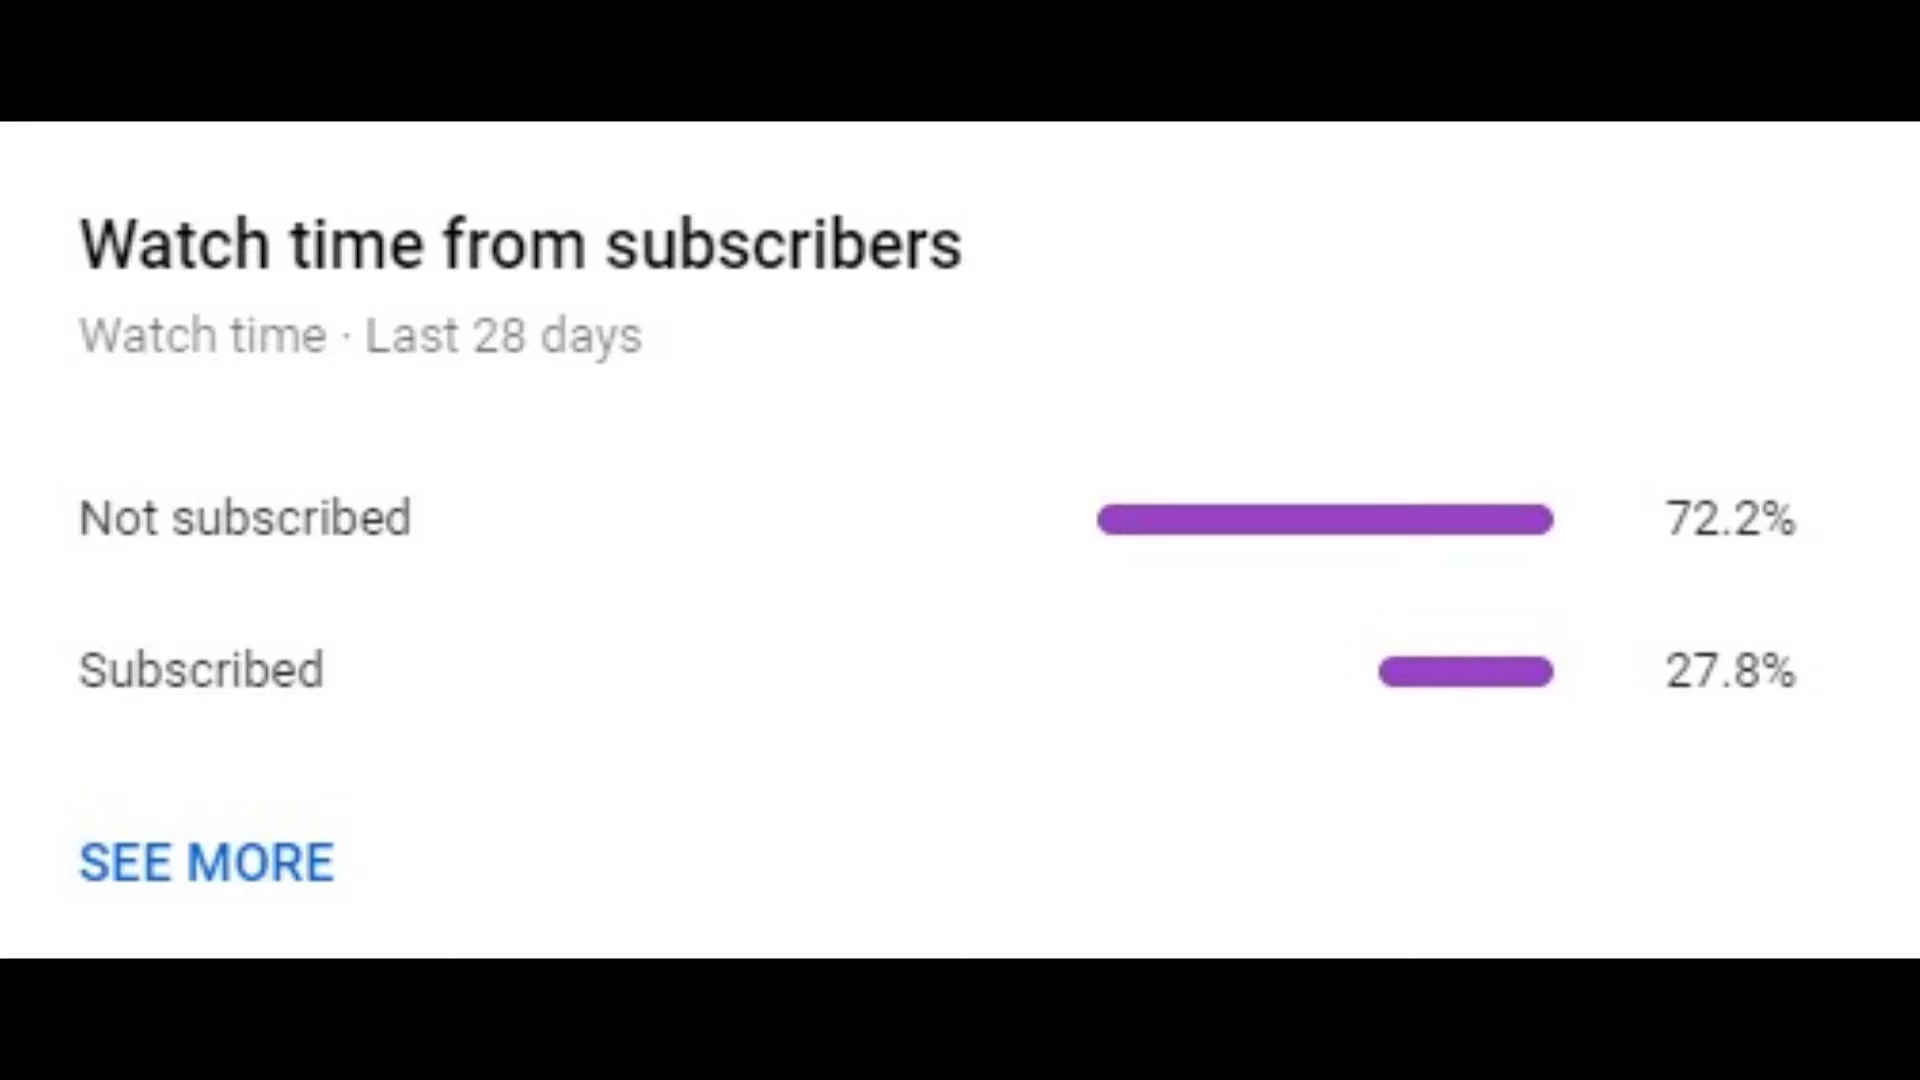 Watch time from subscribers
Watch time · Last 28 days
Not subscribed 72.2%
Subscribed 27.8%
SEE MORE